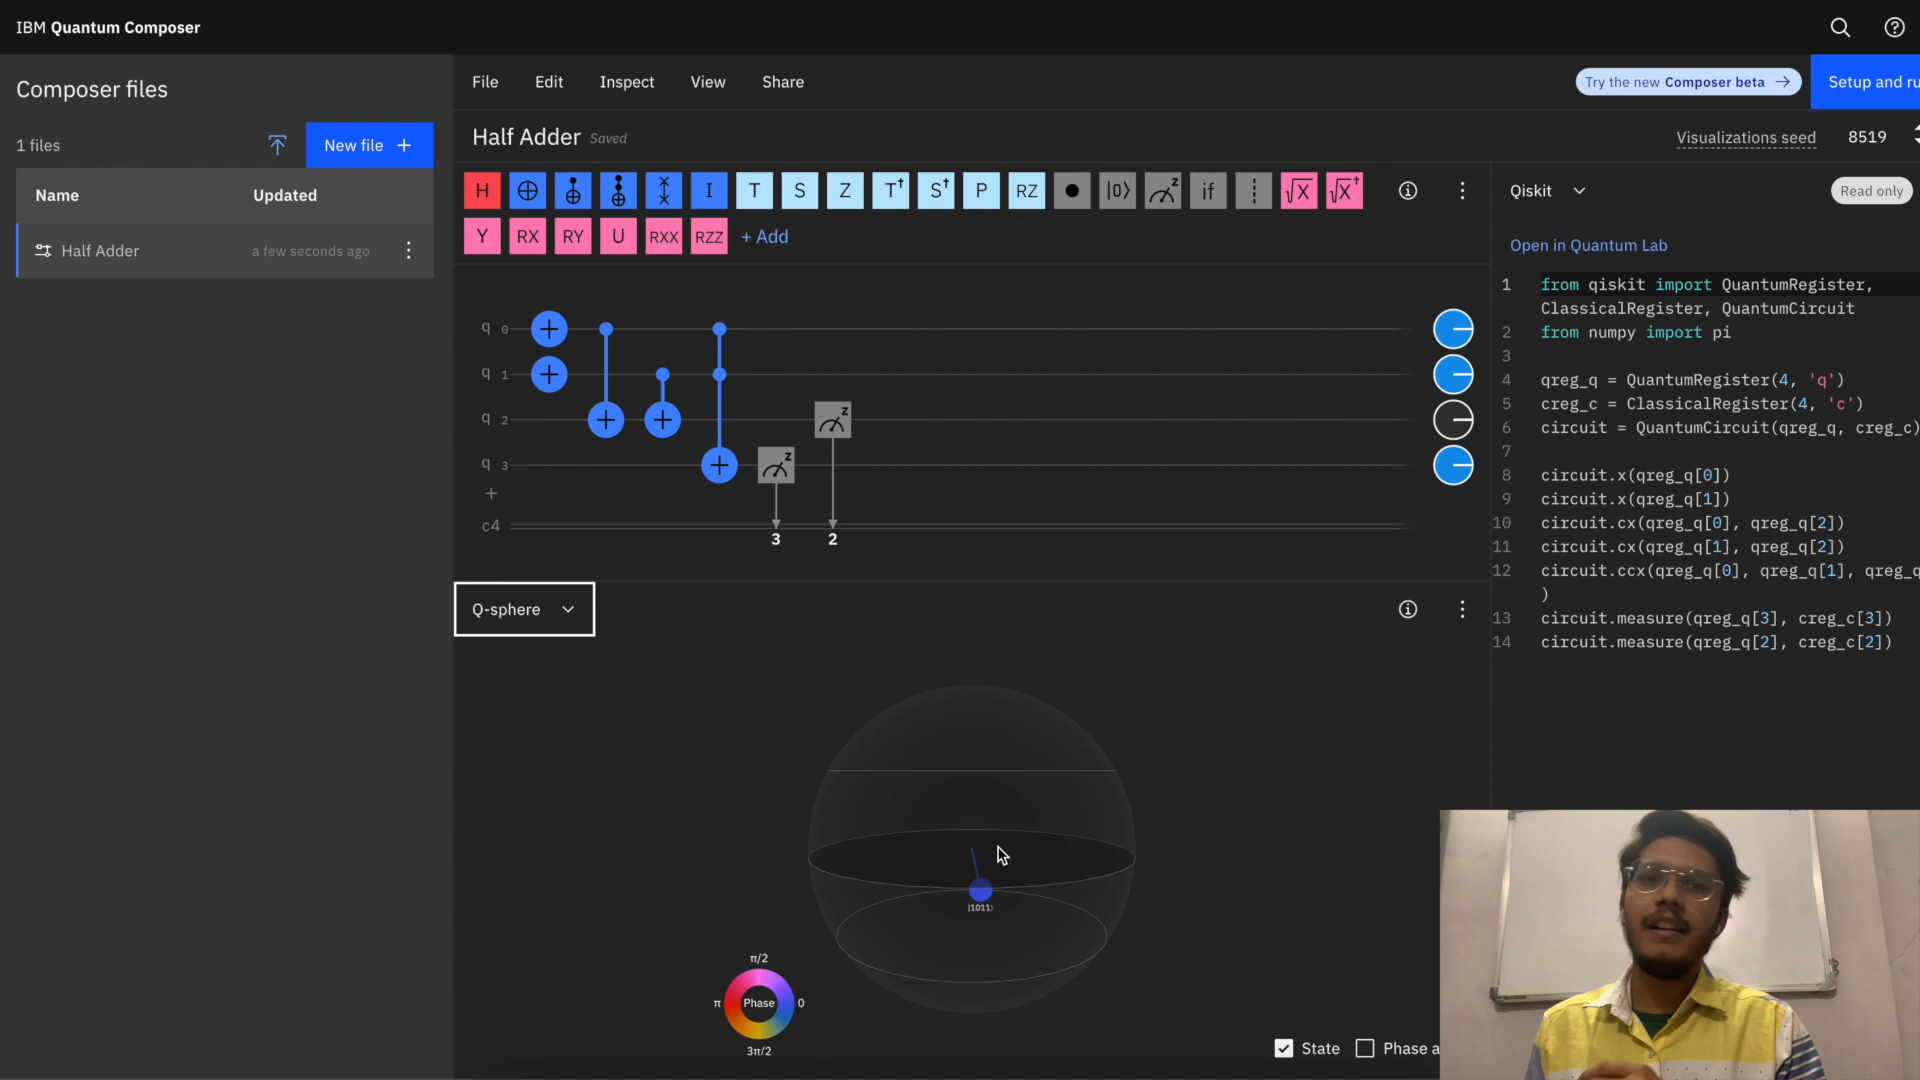 IBM Quantum Composer
Composer files
1 files
New file +
Name Updated
Half Adder a few seconds ago
File Edit Inspect View Share
Try the new Composer beta →
Setup and ru
Half Adder Saved
Visualizations seed 8519
H I T S Z T† S† P RZ |0⟩ z if √X √X†
Y RX RY U RXX RZZ + Add
q 0
q 1
q 2 z
q 3 z
+
c4
3 2
Q-sphere
|1011⟩
π/2
π Phase 0
3π/2
State Phase a
Qiskit
Read only
Open in Quantum Lab
1 from qiskit import QuantumRegister,
ClassicalRegister, QuantumCircuit
2 from numpy import pi
3
4 qreg_q = QuantumRegister(4, 'q')
5 creg_c = ClassicalRegister(4, 'c')
6 circuit = QuantumCircuit(qreg_q, creg_c)
7
8 circuit.x(qreg_q[0])
9 circuit.x(qreg_q[1])
10 circuit.cx(qreg_q[0], qreg_q[2])
11 circuit.cx(qreg_q[1], qreg_q[2])
12 circuit.ccx(qreg_q[0], qreg_q[1], qreg_q
)
13 circuit.measure(qreg_q[3], creg_c[3])
14 circuit.measure(qreg_q[2], creg_c[2])